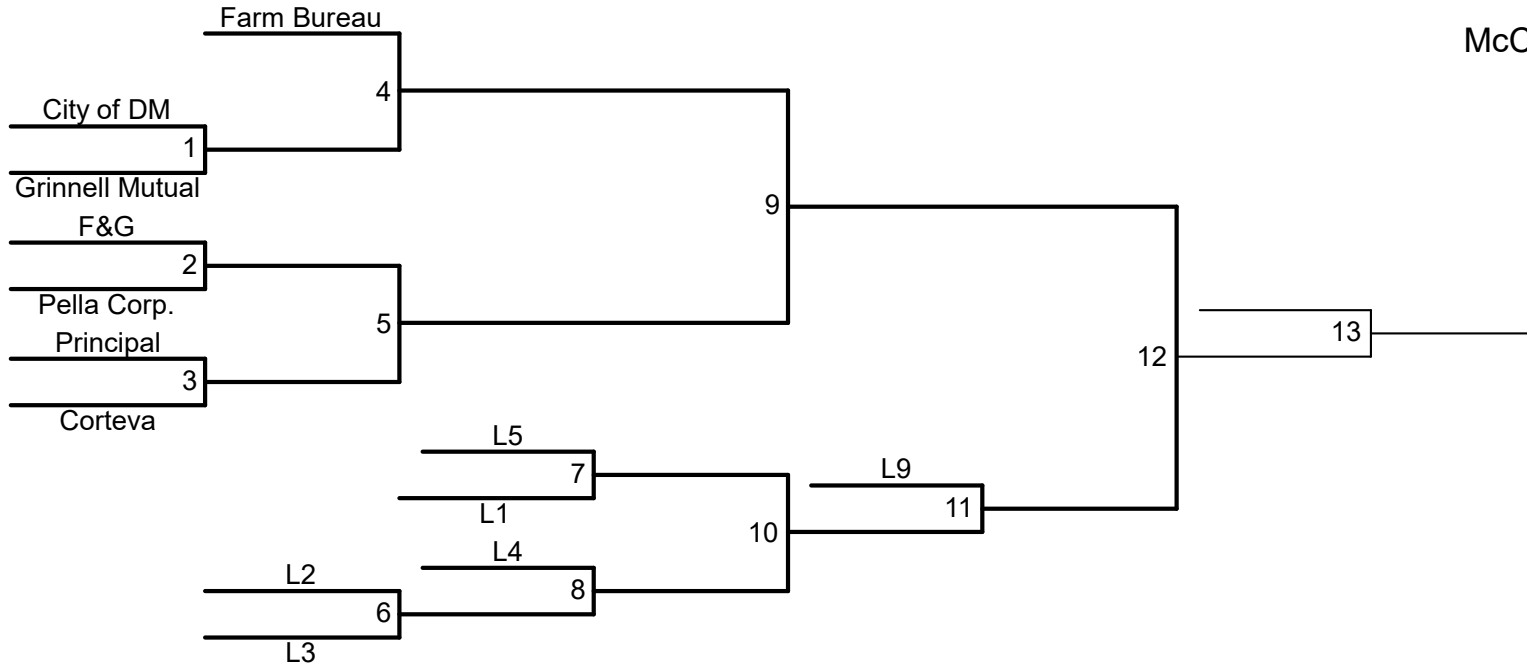 Farm Bureau
McC
4
City of DM
1
Grinnell Mutual
9
F&G
2
Pella Corp.
5
Principal
13
12
3
Corteva
L5
7
L9
L1
11
10
L4
L2
8
6
L3